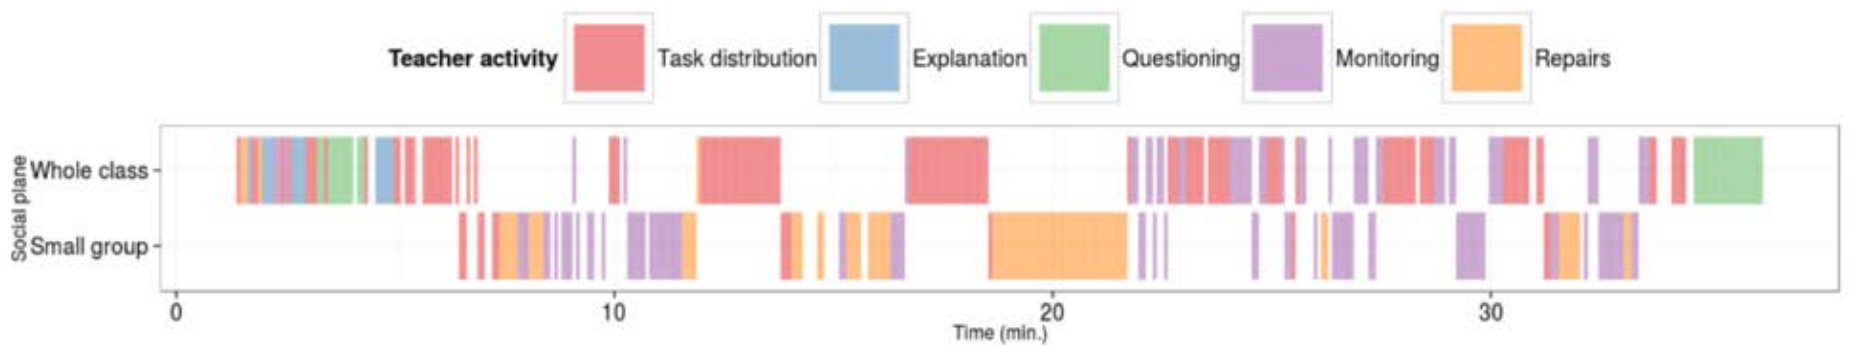 Teacher activity Task distribution Explanation Questioning Monitoring Repairs
Social plane
Whole class
Small group
0 10 20 30
Time (min.)